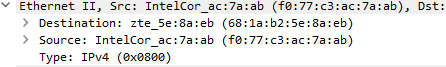 Ethernet II, Src: IntelCor_ac:7a:ab (f0:77:c3:ac:7a:ab), Dst:
Destination: zte_5e:8a:eb (68:1a:b2:5e:8a:eb)
Source: IntelCor_ac:7a:ab (f0:77:c3:ac:7a:ab)
Type: IPv4 (0x0800)